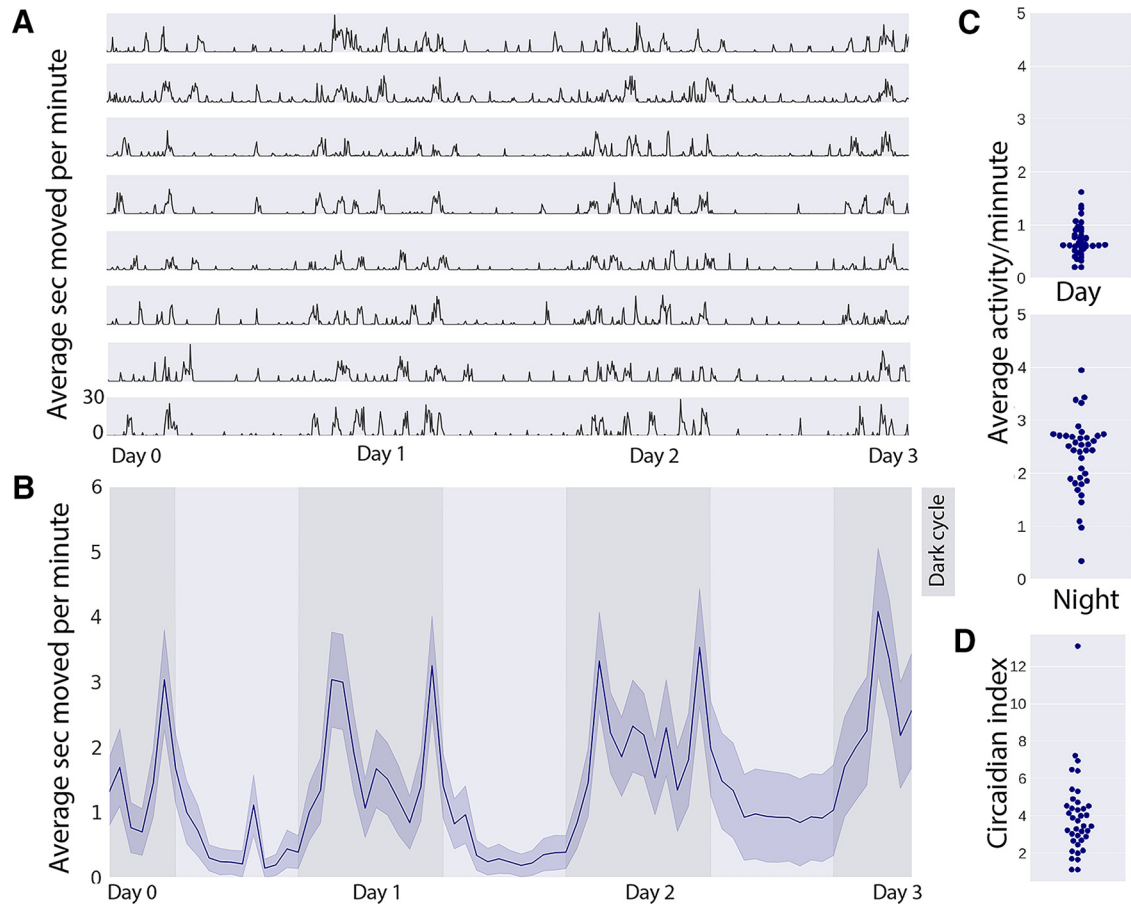 A
Average sec moved per minute
30
0
Day 0
Day 1
Day 2
Day 3
B
Average sec moved per minute
6
5
4
3
2
1
0
Day 0
Day 1
Day 2
Day 3
Dark cycle
C
Average activity/minnute
5
4
3
2
1
0
Day
5
4
3
2
1
0
Night
D
Circaidian index
12
10
8
6
4
2